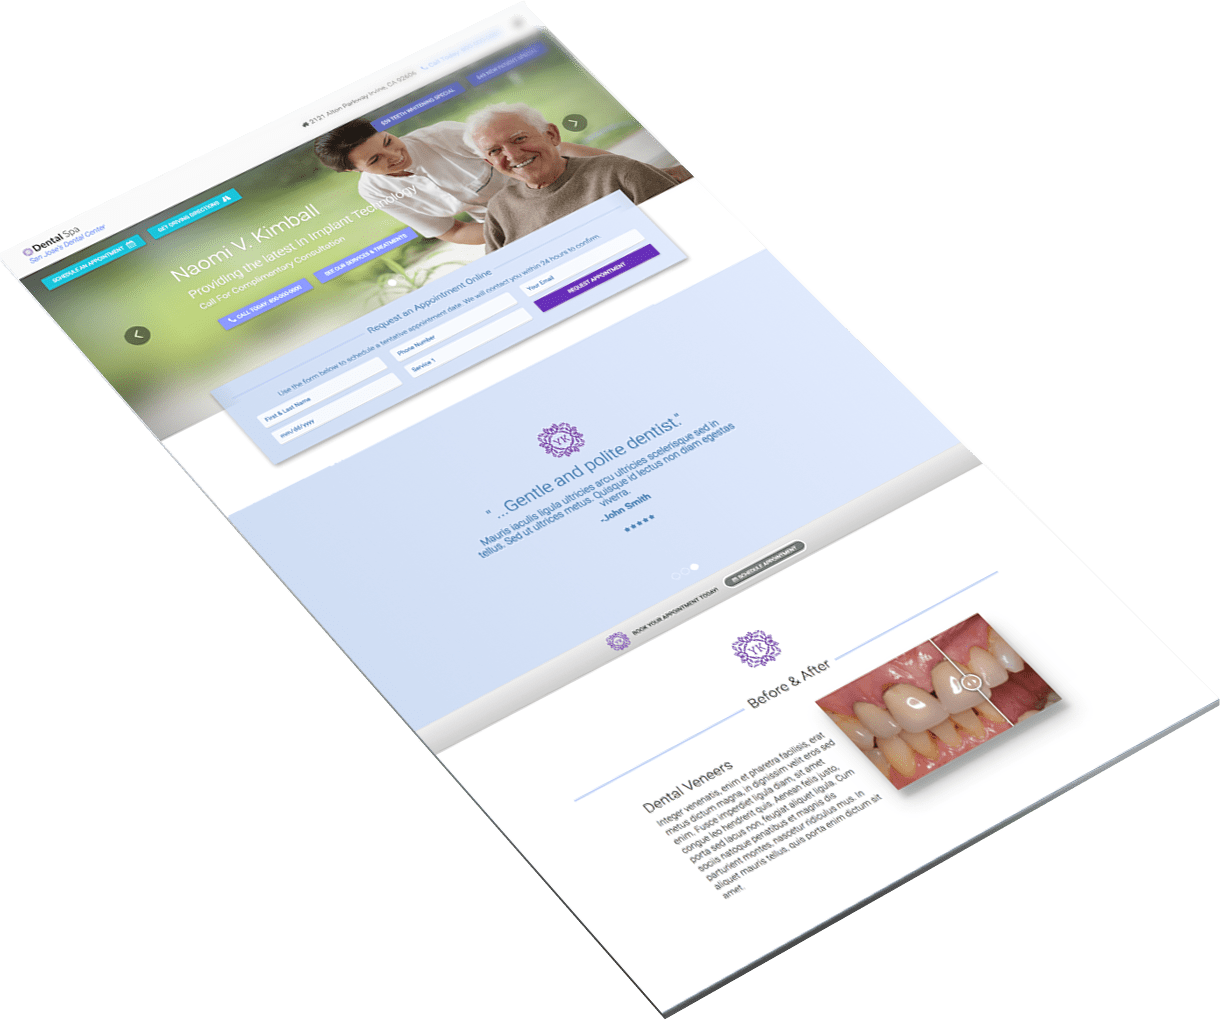 2121 Alton Parkway Irvine, CA 92606
Dental Spa
San Jose's Dental Center
SCHEDULE AN APPOINTMENT
GET DRIVING DIRECTIONS
$59 TEETH WHITENING SPECIAL
$49 NEW PATIENT SPECIAL
Naomi V. Kimball
Providing the latest in Implant Technology
Call For Complimentary Consultation
CALL TODAY: 800-000-0000
SEE OUR SERVICES & TREATMENTS
Request an Appointment Online
Use the form below to schedule a tentative appointment date. We will contact you within 24 hours to confirm.
First & Last Name
Phone Number
Your Email
mm/dd/yyyy
Service 1
REQUEST APPOINTMENT
YK
" ...Gentle and polite dentist."
Mauris iaculis ligula ultricies arcu ultricies scelerisque sed in
tellus. Sed ut ultrices metus. Quisque id lectus non diam egestas
viverra.
-John Smith
YK
BOOK YOUR APPOINTMENT TODAY!
SCHEDULE APPOINTMENT
YK
Before & After
Dental Veneers
Integer venenatis, enim et pharetra facilisis, erat
metus dictum magna, in dignissim velit eros sed
enim. Fusce imperdiet ligula diam, sit amet
congue leo hendrerit quis. Aenean felis justo,
porta sed lacus non, feugiat aliquet ligula. Cum
sociis natoque penatibus et magnis dis
parturient montes, nascetur ridiculus mus. In
aliquet mauris tellus, quis porta enim dictum sit
amet.